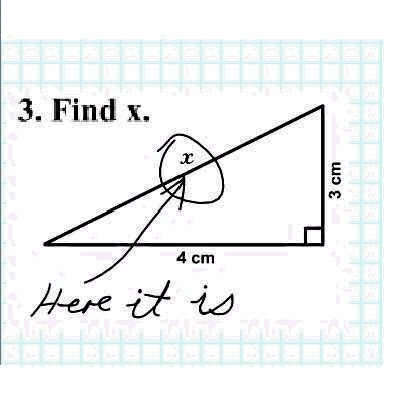 3. Find x.
x
3 cm
4 cm
Here it is